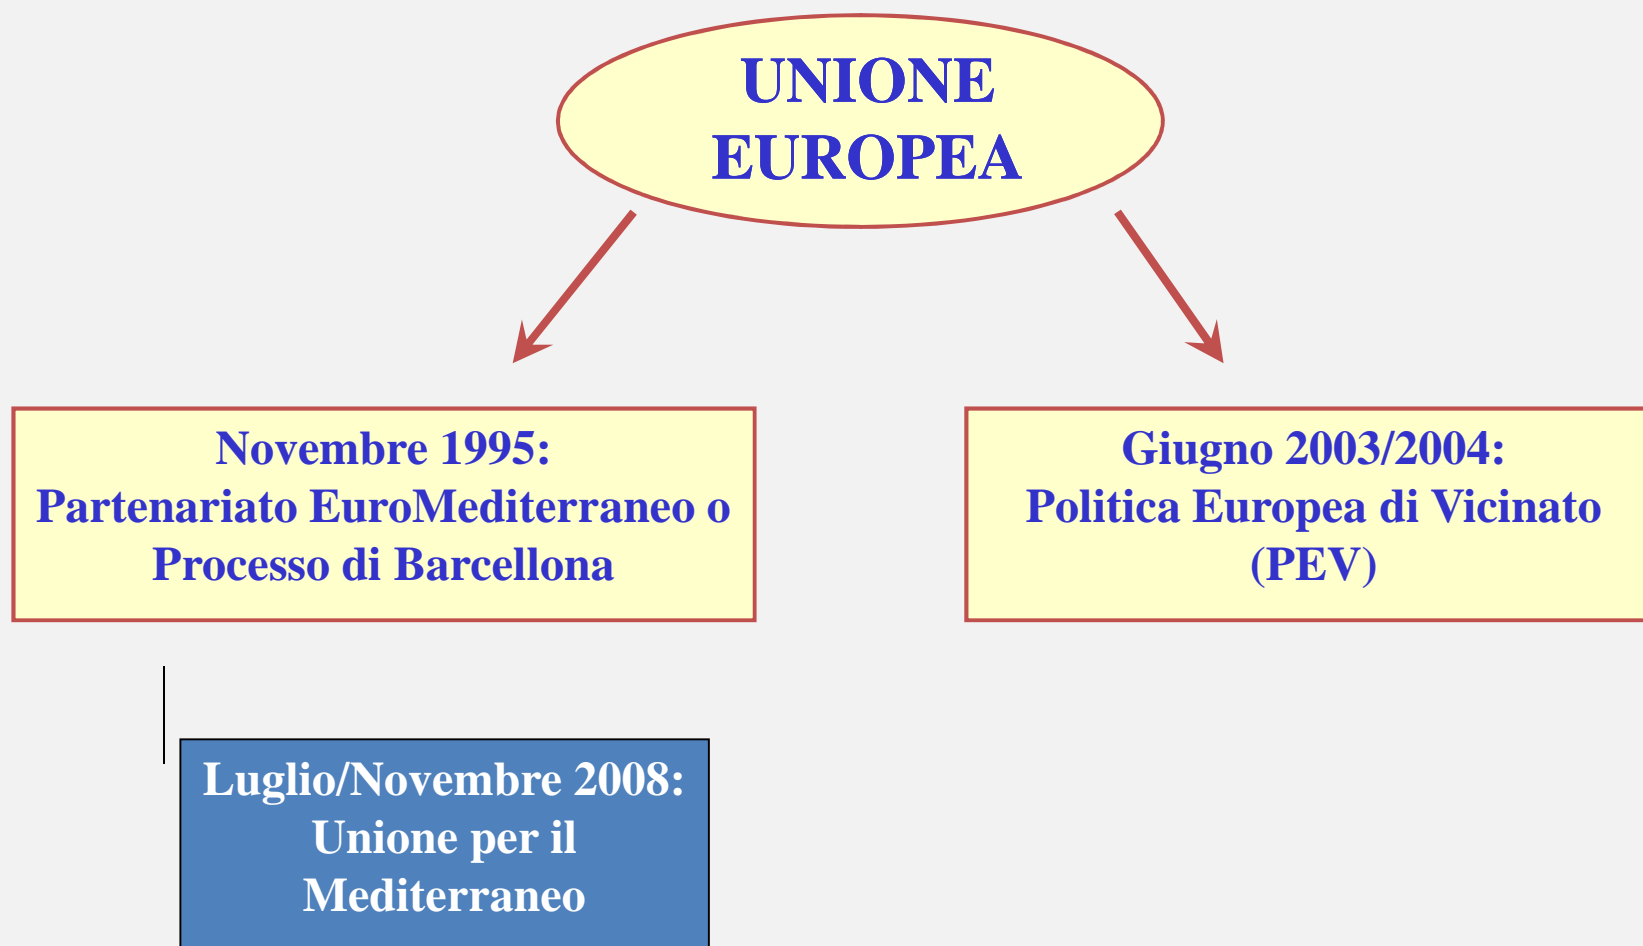 UNIONE
EUROPEA
Novembre 1995:
Partenariato EuroMediterraneo o
Processo di Barcellona
Giugno 2003/2004:
Politica Europea di Vicinato
(PEV)
Luglio/Novembre 2008:
Unione per il
Mediterraneo